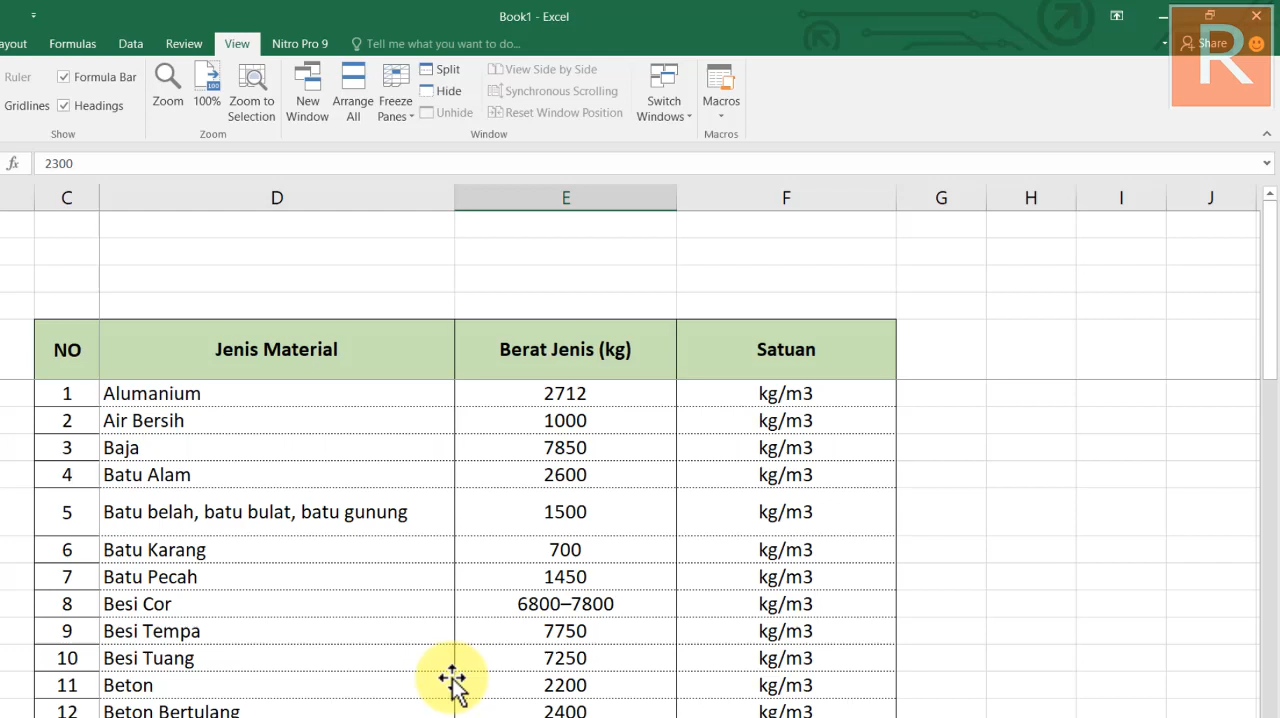 Book1 - Excel
ayout Formulas Data Review View Nitro Pro 9 Tell me what you want to do... Share
R
Ruler Formula Bar
Gridlines Headings
Show
Zoom 100% Zoom to Selection
Zoom
New Window Arrange All Freeze Panes
Split
Hide
Unhide
View Side by Side
Synchronous Scrolling
Reset Window Position
Window
Switch Windows
Macros
Macros
fx 2300
C D E F G H I J
NO Jenis Material Berat Jenis (kg) Satuan
1 Alumanium 2712 kg/m3
2 Air Bersih 1000 kg/m3
3 Baja 7850 kg/m3
4 Batu Alam 2600 kg/m3
5 Batu belah, batu bulat, batu gunung 1500 kg/m3
6 Batu Karang 700 kg/m3
7 Batu Pecah 1450 kg/m3
8 Besi Cor 6800–7800 kg/m3
9 Besi Tempa 7750 kg/m3
10 Besi Tuang 7250 kg/m3
11 Beton 2200 kg/m3
12 Beton Bertulang 2400 kg/m3